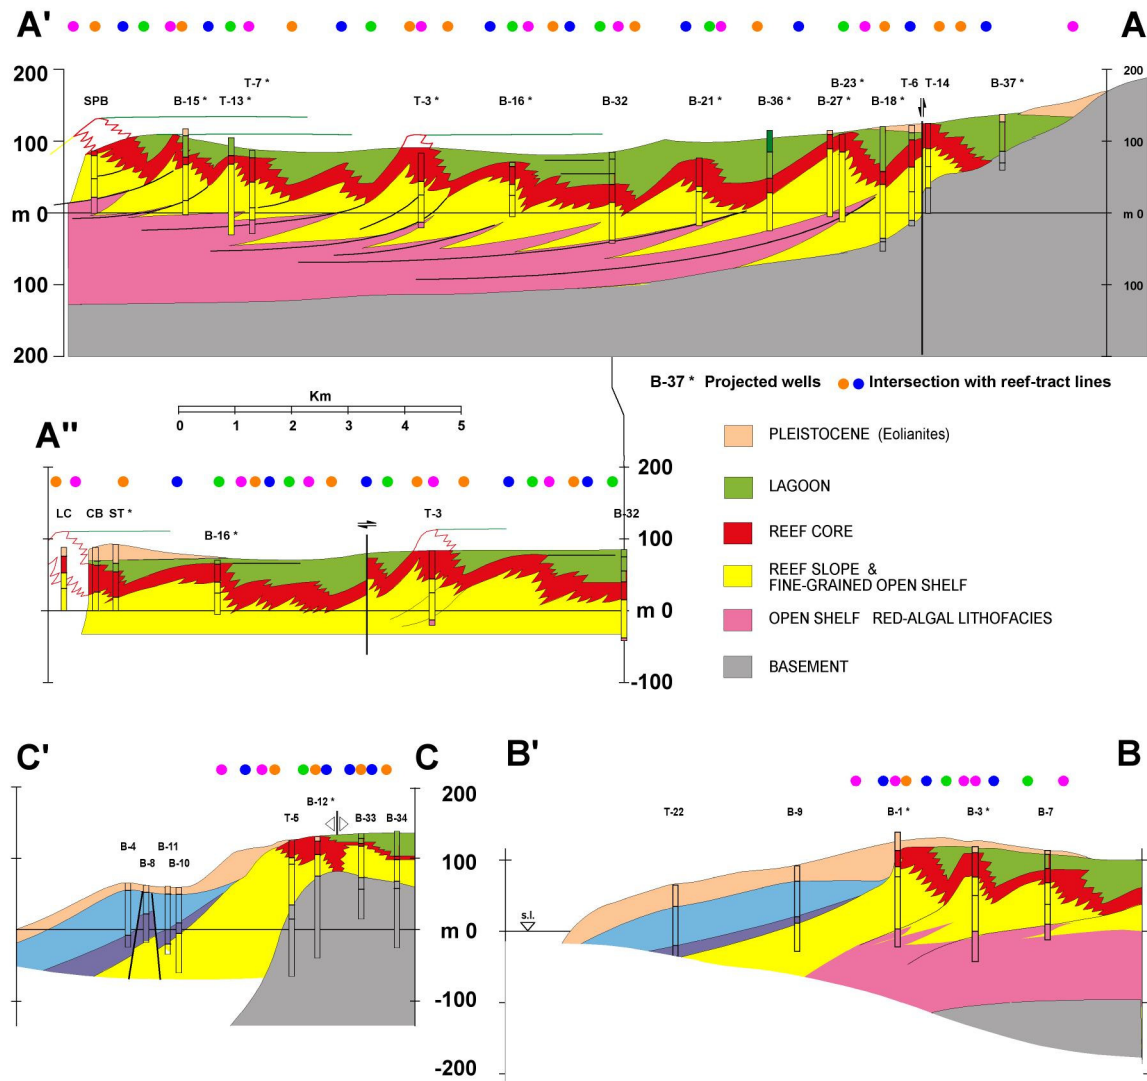 A' A
T-7 * B-23 * T-6 T-14 B-37 *
SPB B-15 * T-13 * T-3 * B-16 * B-32 B-21 * B-36 * B-27 * B-18 *
200 200
100 100
m 0 m 0
100 100
200 200
B-37 * Projected wells Intersection with reef-tract lines
Km
0 1 2 3 4 5
A"
200
LC CB ST * B-16 * T-3 B-32
100
m 0
-100
PLEISTOCENE (Eolianites)
LAGOON
REEF CORE
REEF SLOPE &
FINE-GRAINED OPEN SHELF
OPEN SHELF RED-ALGAL LITHOFACIES
BASEMENT
C' C
B-12 *
T-5 B-33 B-34
B-4 B-11
B-8 B-10
200
100
m 0
-100
-200
B' B
T-22 B-9 B-1 * B-3 * B-7
s.l.